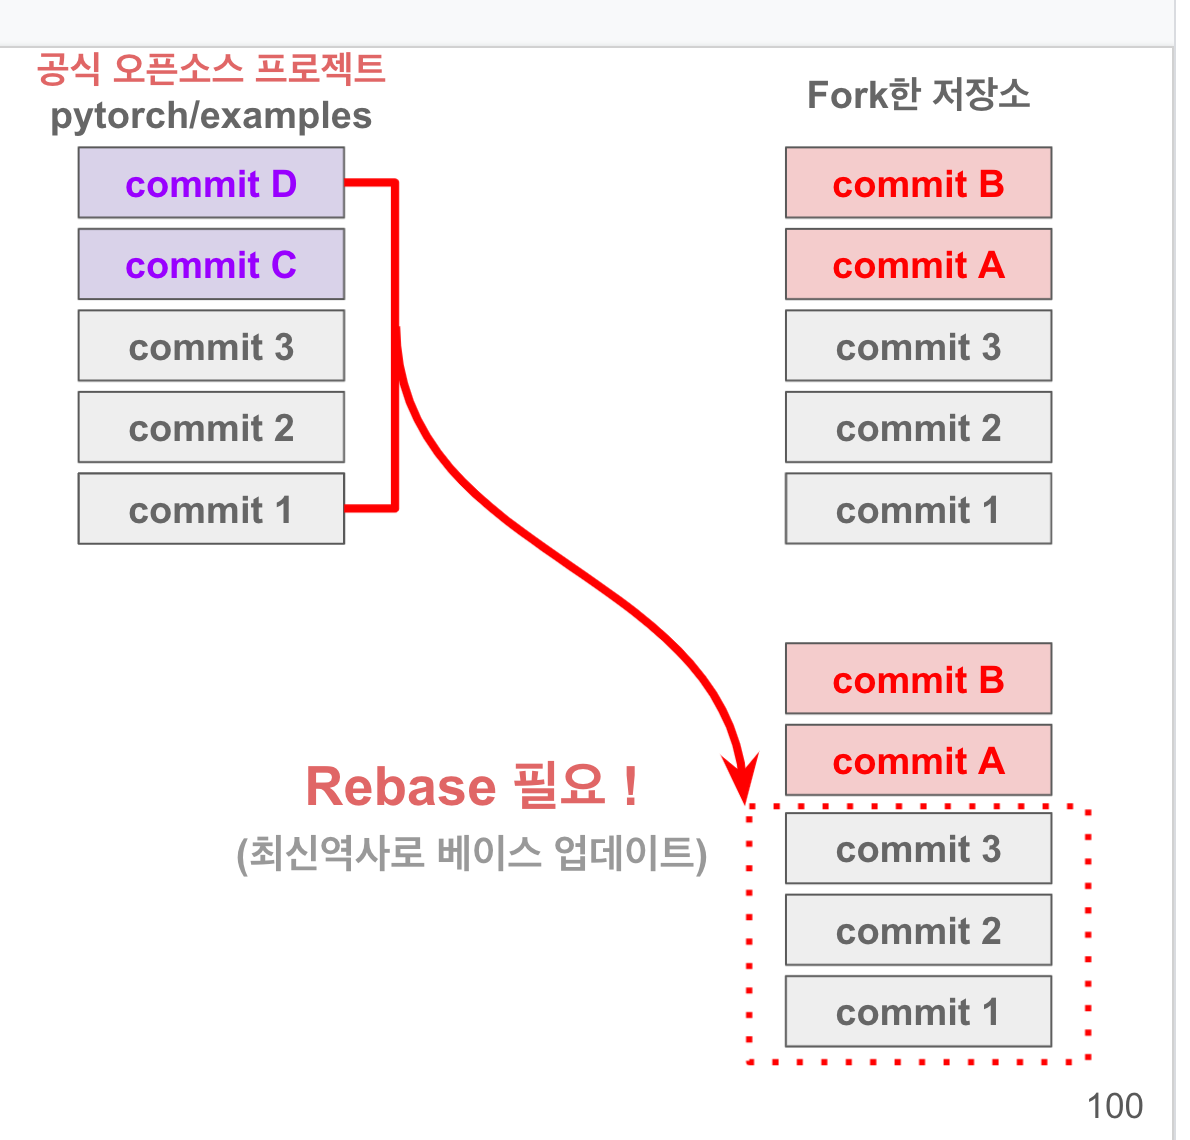 공식 오픈소스 프로젝트
pytorch/examples
commit D
commit C
commit 3
commit 2
commit 1
Fork한 저장소
commit B
commit A
commit 3
commit 2
commit 1
Rebase 필요 !
(최신역사로 베이스 업데이트)
commit B
commit A
commit 3
commit 2
commit 1
100